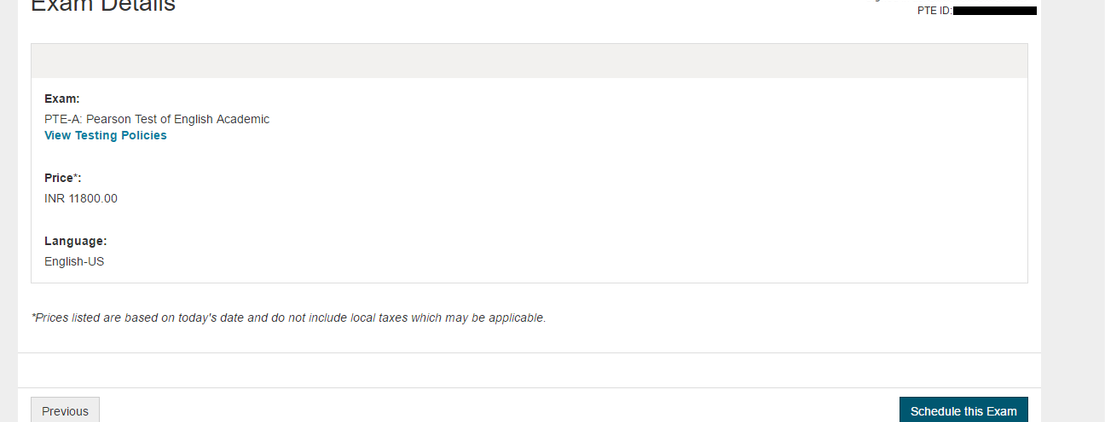 Exam Details
PTE ID:
Exam:
PTE-A: Pearson Test of English Academic
View Testing Policies
Price*:
INR 11800.00
Language:
English-US
*Prices listed are based on today's date and do not include local taxes which may be applicable.
Previous
Schedule this Exam